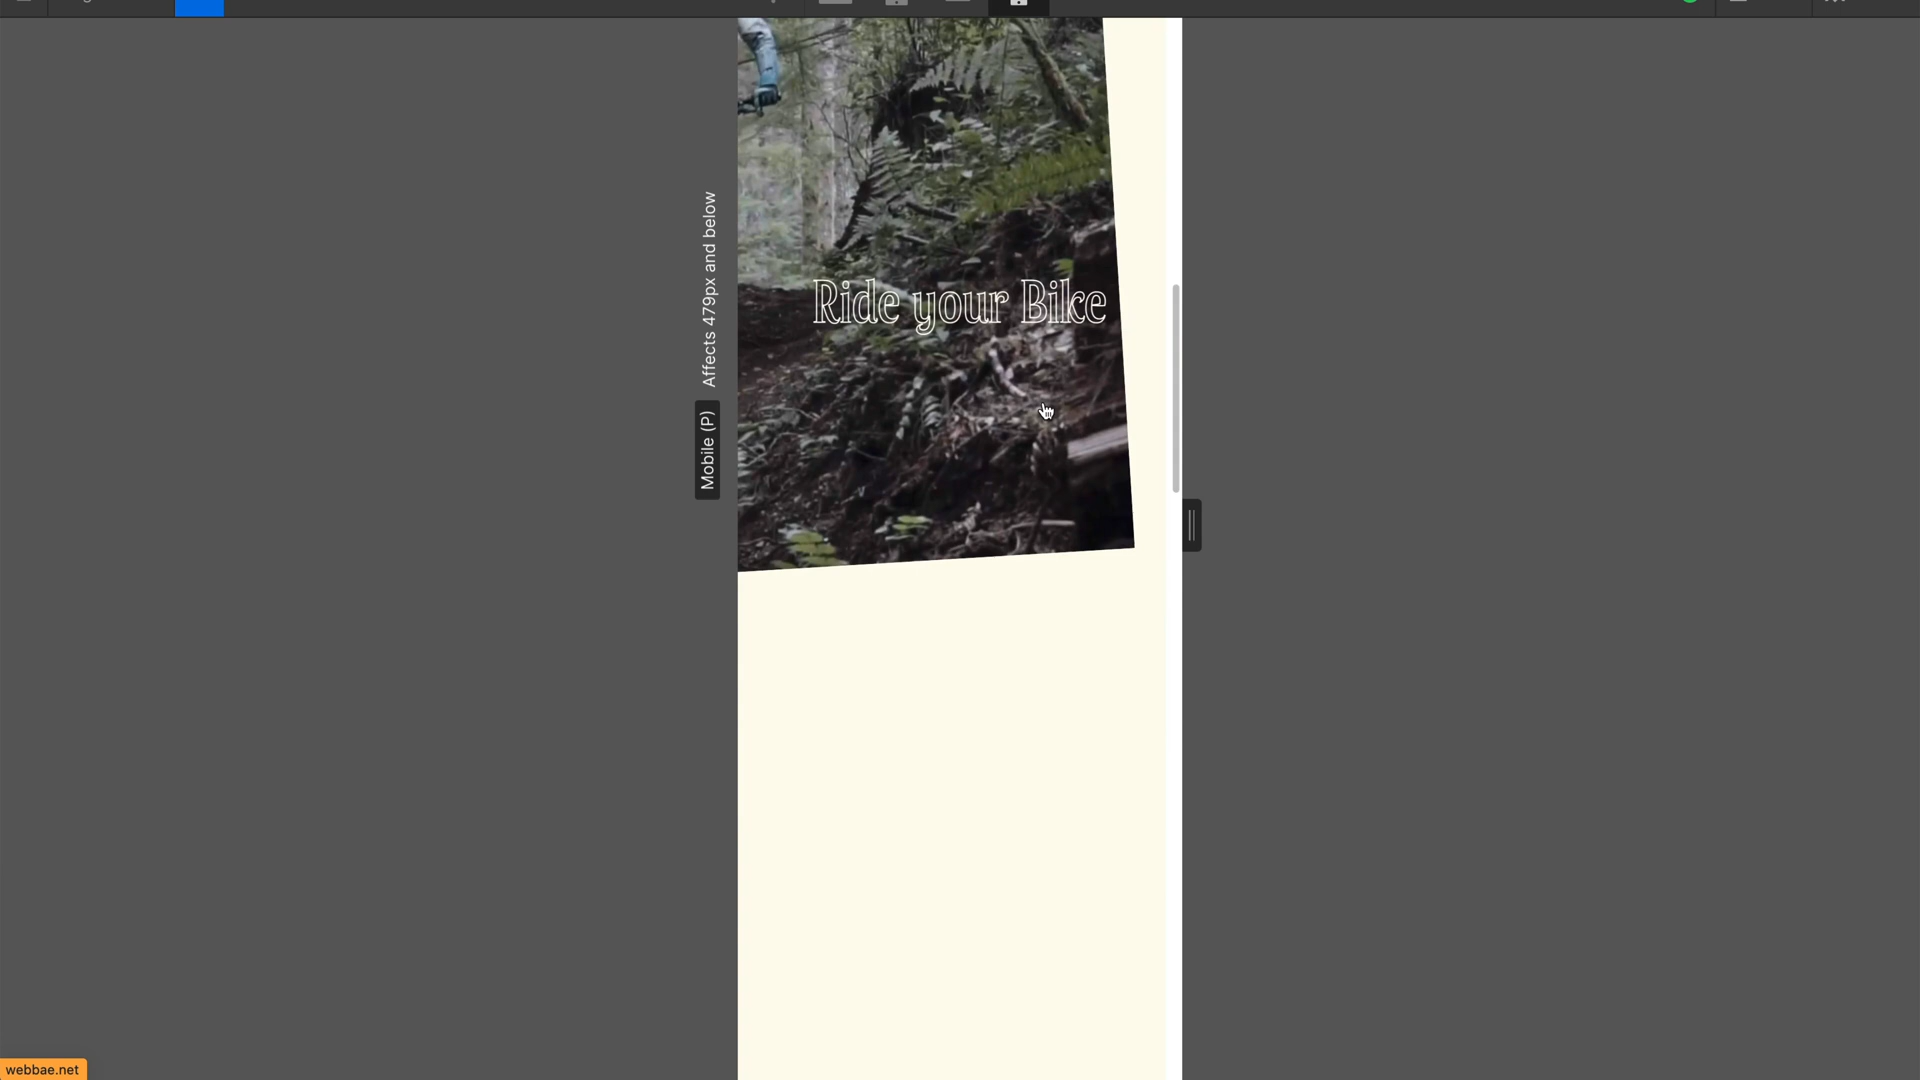 Affects 479px and below
Mobile (P)
Ride your Bike
webbae.net